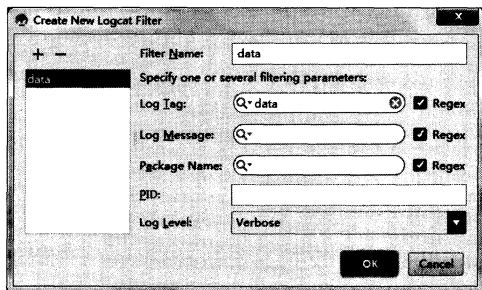 Create New Logcat Filter
x
+ −
data
Filter Name: data
Specify one or several filtering parameters:
Log Tag: data Regex
Log Message: Regex
Package Name: Regex
PID:
Log Level: Verbose
OK Cancel